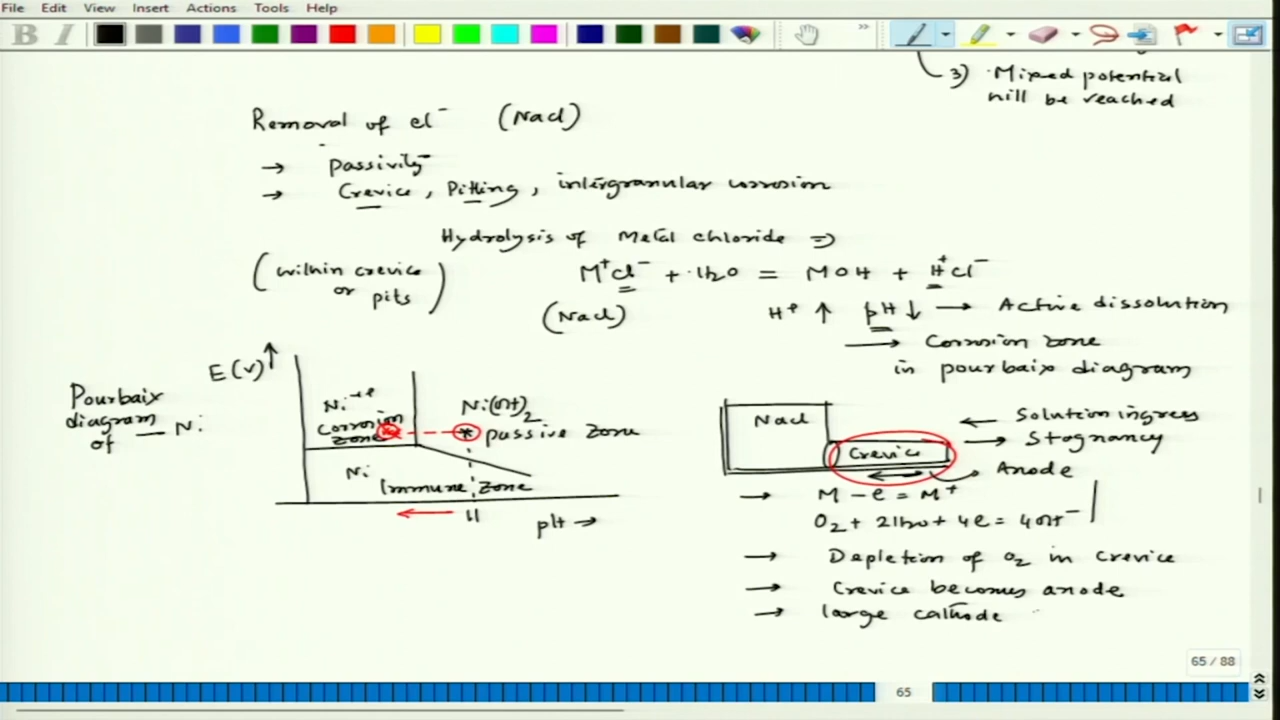 File Edit View Insert Actions Tools Help
B I
3) Mixed potential
will be reached
Removal of Cl⁻ (NaCl)
→ Passivity
→ Crevice, Pitting, intergranular corrosion
Hydrolysis of Metal chloride ⇒
(within crevice
or pits)
M⁺Cl⁻ + H₂O = MOH + H⁺Cl⁻
(NaCl)
H⁺ ↑ pH ↓ → Active dissolution
→ Corrosion zone
in pourbaix diagram
Pourbaix
diagram
of — Ni
E(V) ↑
Ni⁺²
Corrosion
zone
Ni(OH)₂
* passive zone
Ni
Immune zone
11
pH →
NaCl
Crevice
← Solution ingress
→ Stagnancy
Anode
→ M - e = M⁺
O₂ + 2H₂O + 4e = 4OH⁻
→ Depletion of O₂ in crevice
→ Crevice becomes anode
→ large cathode
65 / 88
65